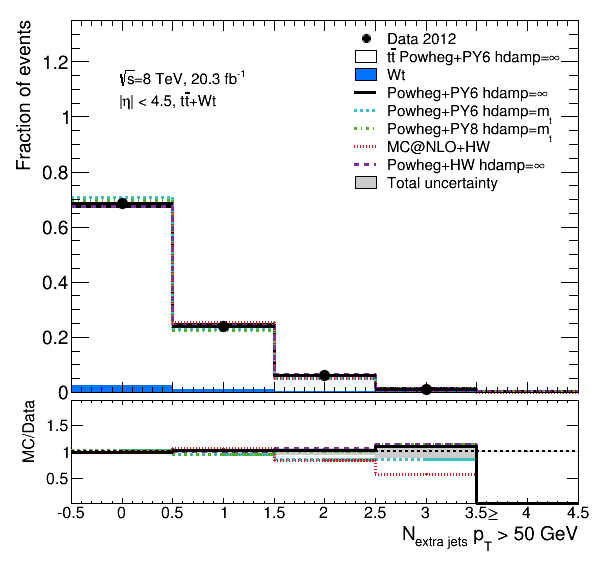 Fraction of events
1.2
1
0.8
0.6
0.4
0.2
0
√s=8 TeV, 20.3 fb⁻¹
|η| < 4.5, tt̄+Wt
Data 2012
tt̄ Powheg+PY6 hdamp=∞
Wt
Powheg+PY6 hdamp=∞
Powheg+PY6 hdamp=m_t
Powheg+PY8 hdamp=m_t
MC@NLO+HW
Powheg+HW hdamp=∞
Total uncertainty
MC/Data
1.5
1
0.5
-0.5 0 0.5 1 1.5 2 2.5 3 3.5 ≥ 4 4.5
N_extra jets p_T > 50 GeV